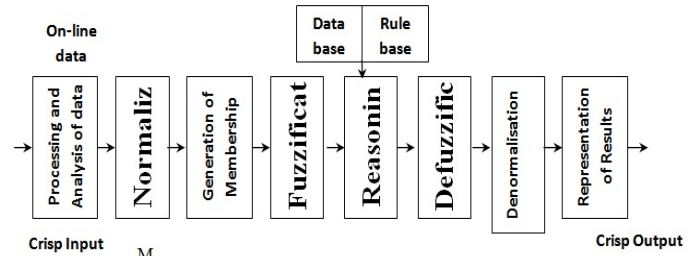 On-line
data
Data
base
Rule
base
Processing and
Analysis of data
Normaliz
Generation of
Membership
Fuzzificat
Reasonin
Defuzzific
Denormalisation
Representation
of Results
Crisp Input
M
Crisp Output